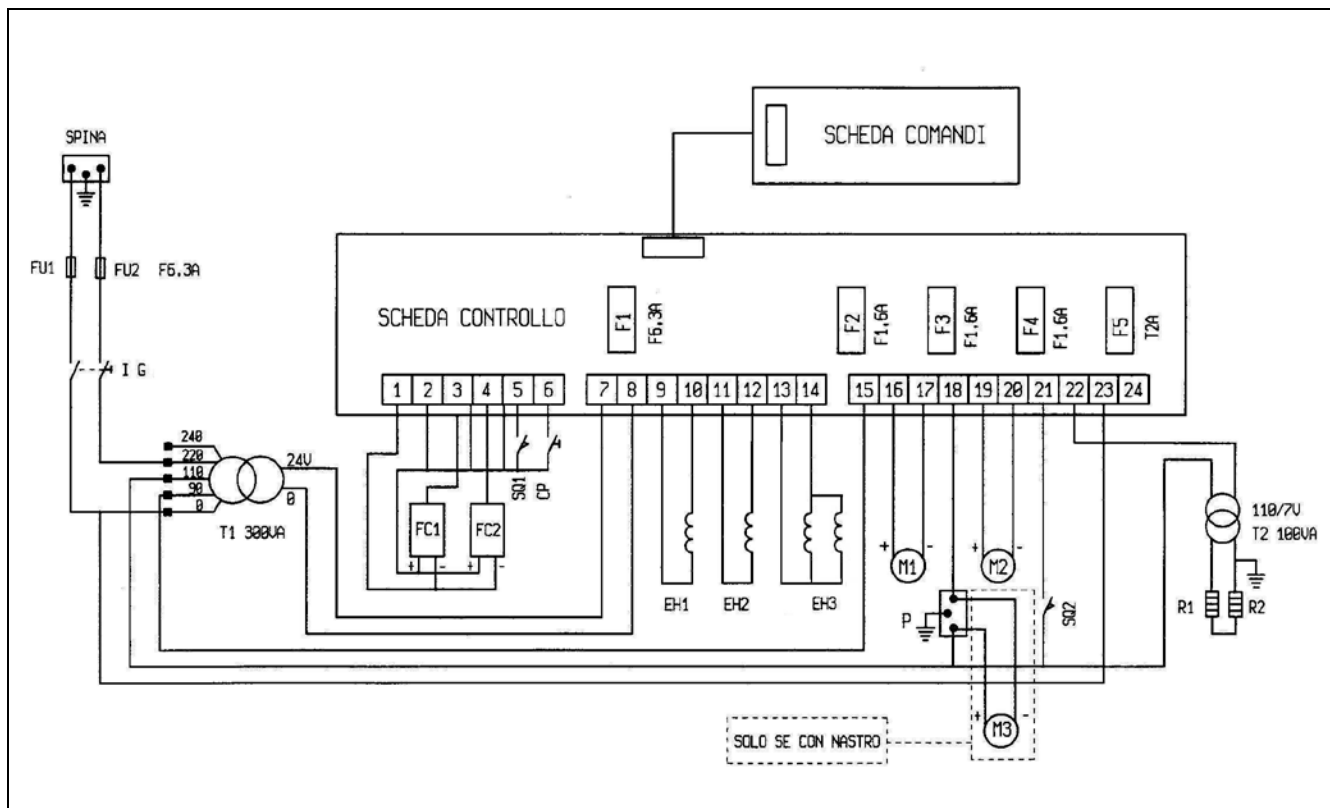 SCHEDA COMANDI
SPINA
FU1 FU2 F6.3A
SCHEDA CONTROLLO
F1 F6.3A
F2 F1.6A
F3 F1.6A
F4 F1.6A
F5 T2A
I G
1 2 3 4 5 6
7 8 9 10 11 12 13 14
15 16 17 18 19 20 21 22 23 24
240
220
110
90
0
24V
0
T1 300VA
SQ1
CP
FC1
FC2
+ - + -
EH1
EH2
EH3
+ M1 -
+ M2 -
110/7V
T2 100VA
R1
R2
P
SQ2
+ M3 -
SOLO SE CON NASTRO